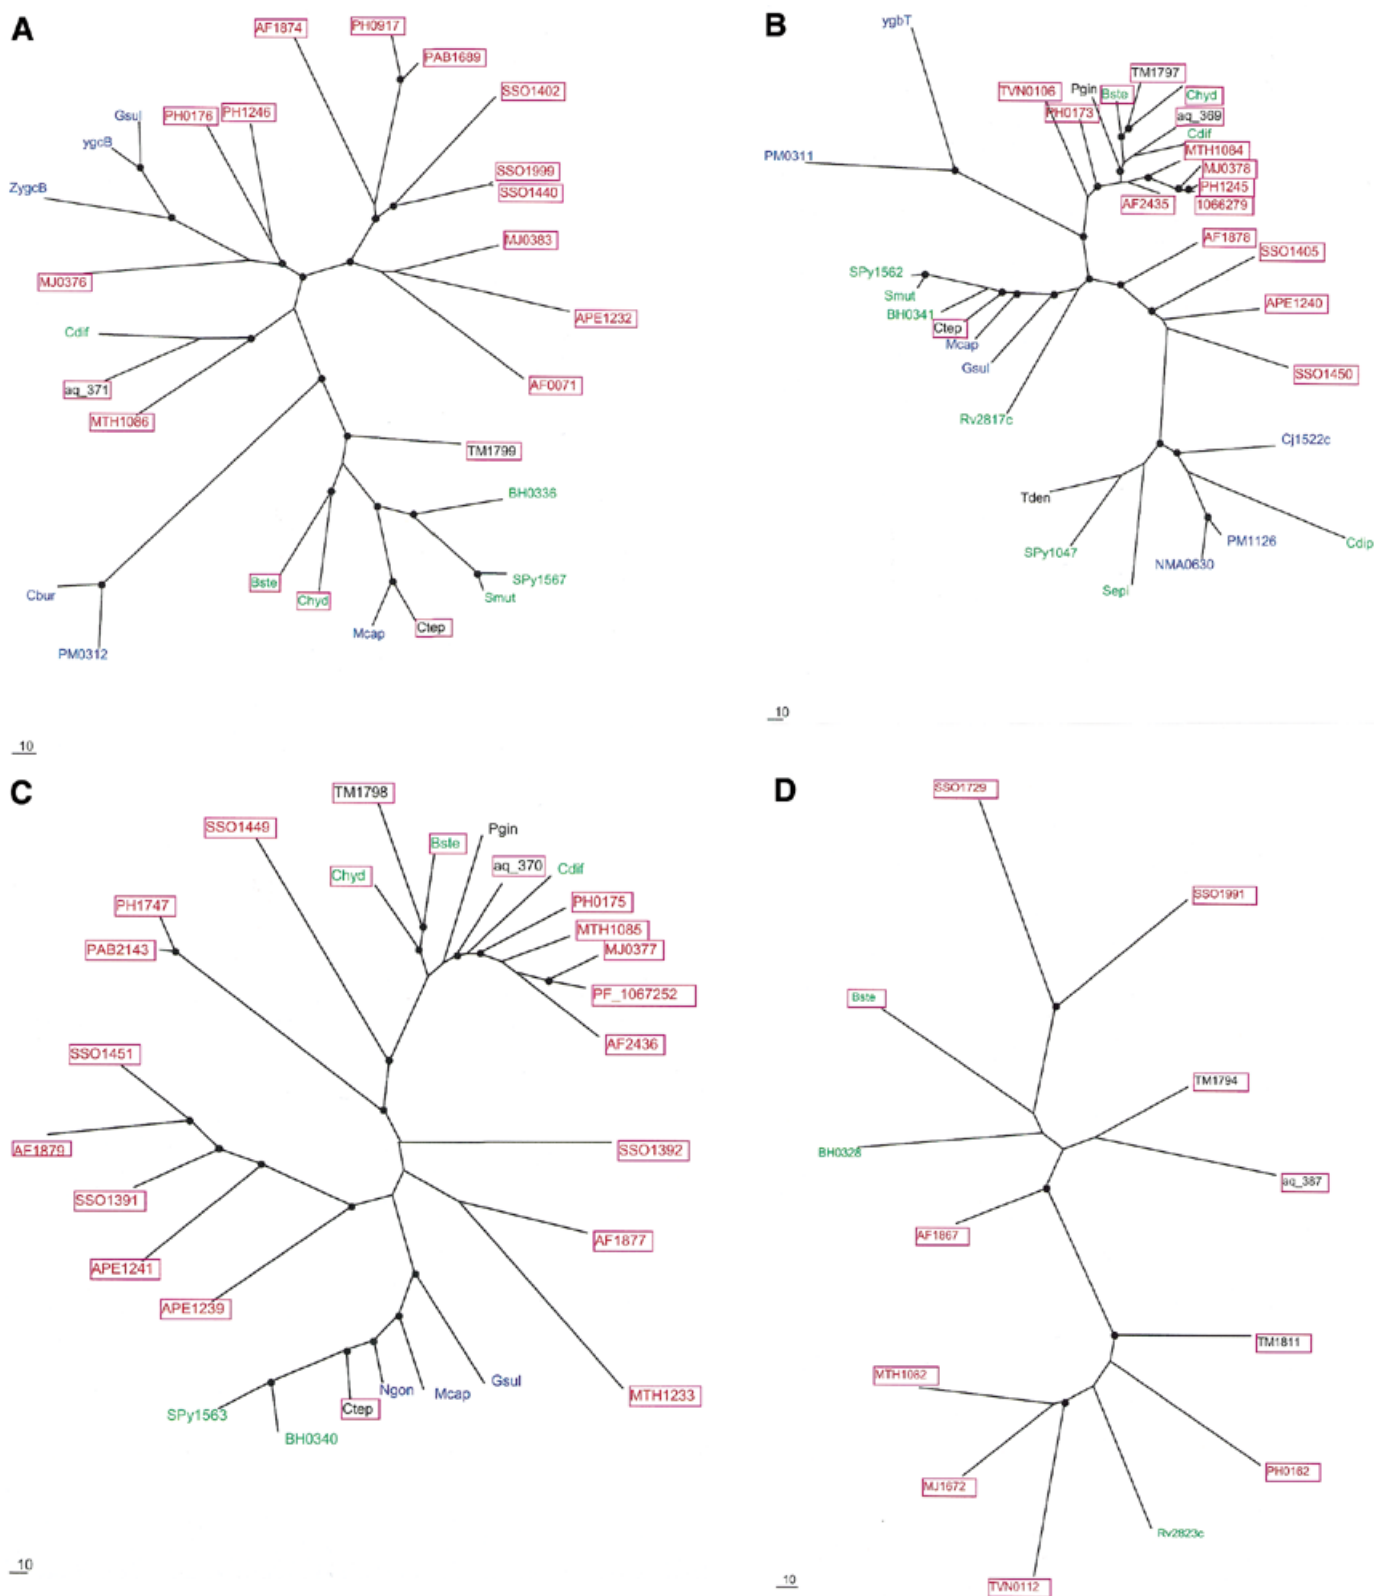 A
AF1874
PH0917
PAB1689
SSO1402
Gsul
PH0176
PH1246
ygcB
SSO1999
SSO1440
ZygcB
MJ0383
MJ0376
APE1232
Cdif
AF0071
aq_371
MTH1086
TM1799
BH0336
Bste
Chyd
SPy1567
Smut
Cbur
Mcap
Ctep
PM0312
10
B
ygbT
TM1797
TVN0106
Pgin
Bste
Chyd
PH0173
aq_369
Cdif
PM0311
MTH1084
MJ0378
PH1245
AF2435
1066279
AF1878
SSO1405
SPy1562
Smut
BH0341
APE1240
Ctep
Mcap
Gsul
SSO1450
Rv2817c
Cj1522c
Tden
SPy1047
PM1126
Cdip
NMA0630
Sepi
10
C
TM1798
SSO1449
Pgin
Bste
aq_370
Cdif
Chyd
PH1747
PH0175
MTH1085
PAB2143
MJ0377
PF_1067252
AF2436
SSO1451
AF1879
SSO1392
SSO1391
AF1877
APE1241
APE1239
Gsul
Ngon
Mcap
MTH1233
Ctep
SPy1563
BH0340
10
D
SSO1729
SSO1991
Bste
TM1794
BH0328
aq_387
AF1867
TM1811
MTH1082
PH0162
MJ1672
Rv2823c
TVN0112
10